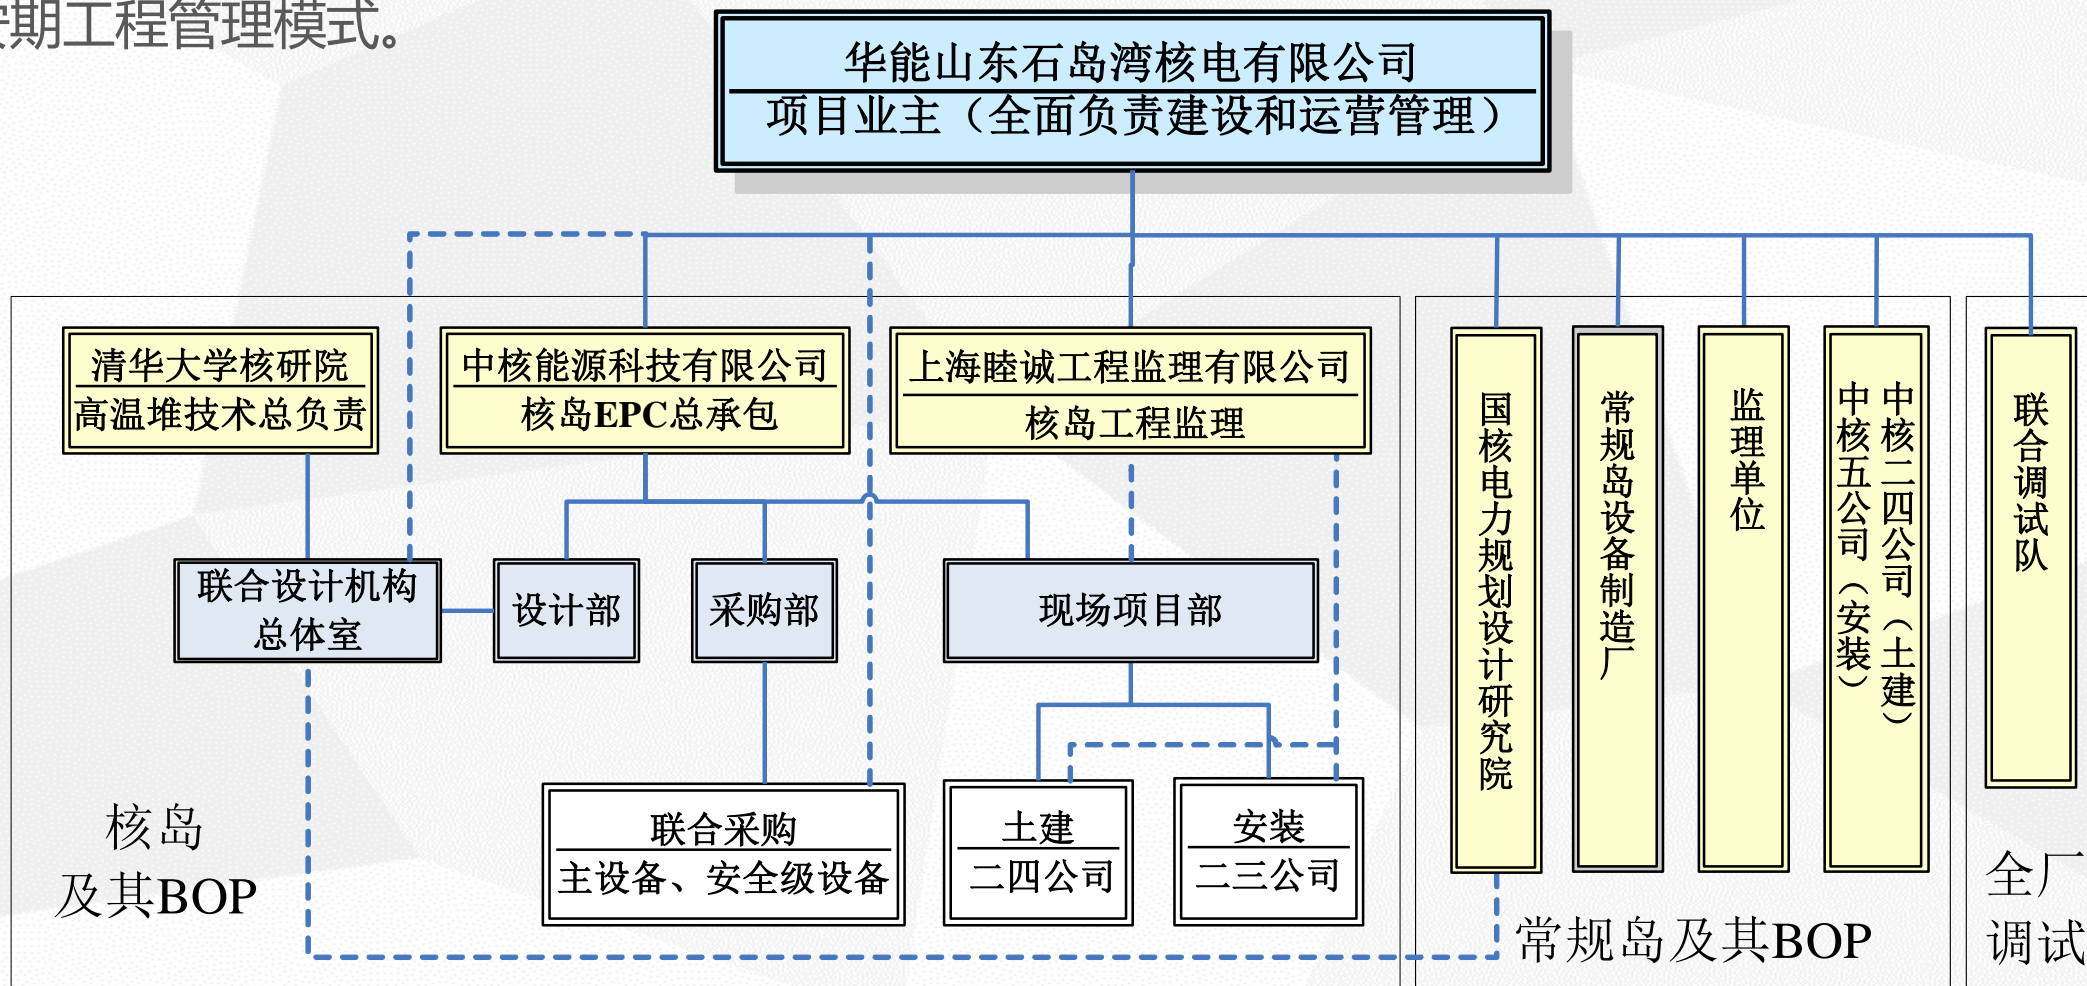 期工程管理模式。
华能山东石岛湾核电有限公司
项目业主（全面负责建设和运营管理）
清华大学核研院
高温堆技术总负责
中核能源科技有限公司
核岛EPC总承包
上海睦诚工程监理有限公司
核岛工程监理
国核电力规划设计研究院
常规岛设备制造厂
监理单位
中核二四公司（土建）
中核五公司（安装）
联合调试队
联合设计机构
总体室
设计部
采购部
现场项目部
联合采购
主设备、安全级设备
土建
二四公司
安装
二三公司
核岛
及其BOP
常规岛及其BOP
全厂
调试